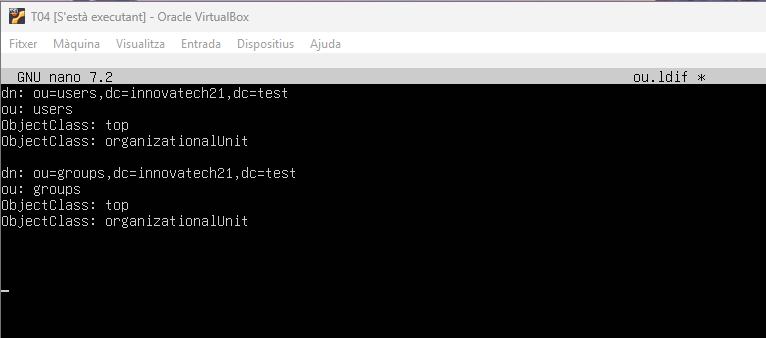 T04 [S'està executant] - Oracle VirtualBox
Fitxer Màquina Visualitza Entrada Dispositius Ajuda
GNU nano 7.2 ou.ldif *
dn: ou=users,dc=innovatech21,dc=test
ou: users
ObjectClass: top
ObjectClass: organizationalUnit
dn: ou=groups,dc=innovatech21,dc=test
ou: groups
ObjectClass: top
ObjectClass: organizationalUnit